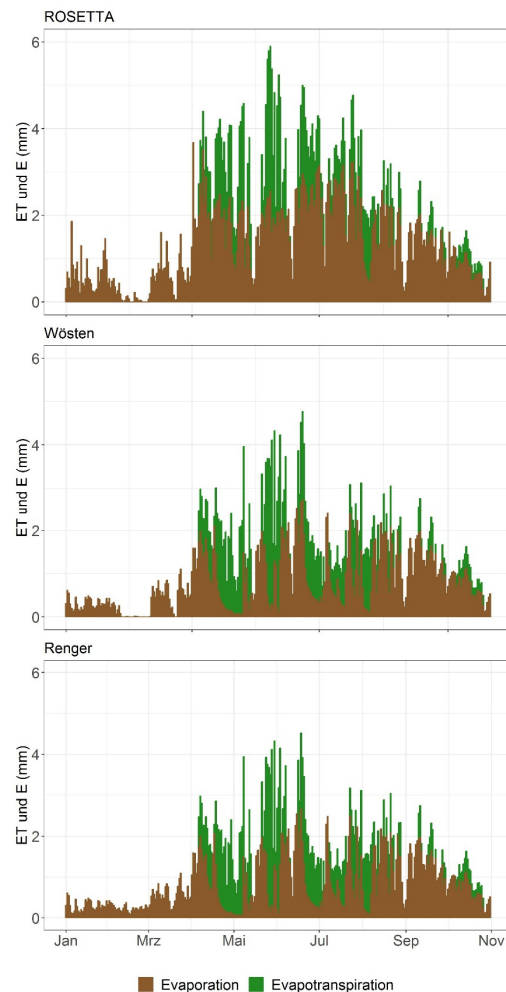 ROSETTA
ET und E (mm)
6
4
2
0
Wösten
ET und E (mm)
6
4
2
0
Renger
ET und E (mm)
6
4
2
0
Jan Mrz Mai Jul Sep Nov
Evaporation Evapotranspiration